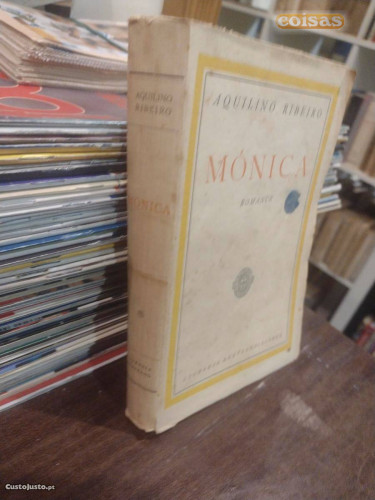 coisas
AQUILINO RIBEIRO
MÓNICA
ROMANCE
AQUILINO
RIBEIRO
MÓNICA
CustoJusto.pt